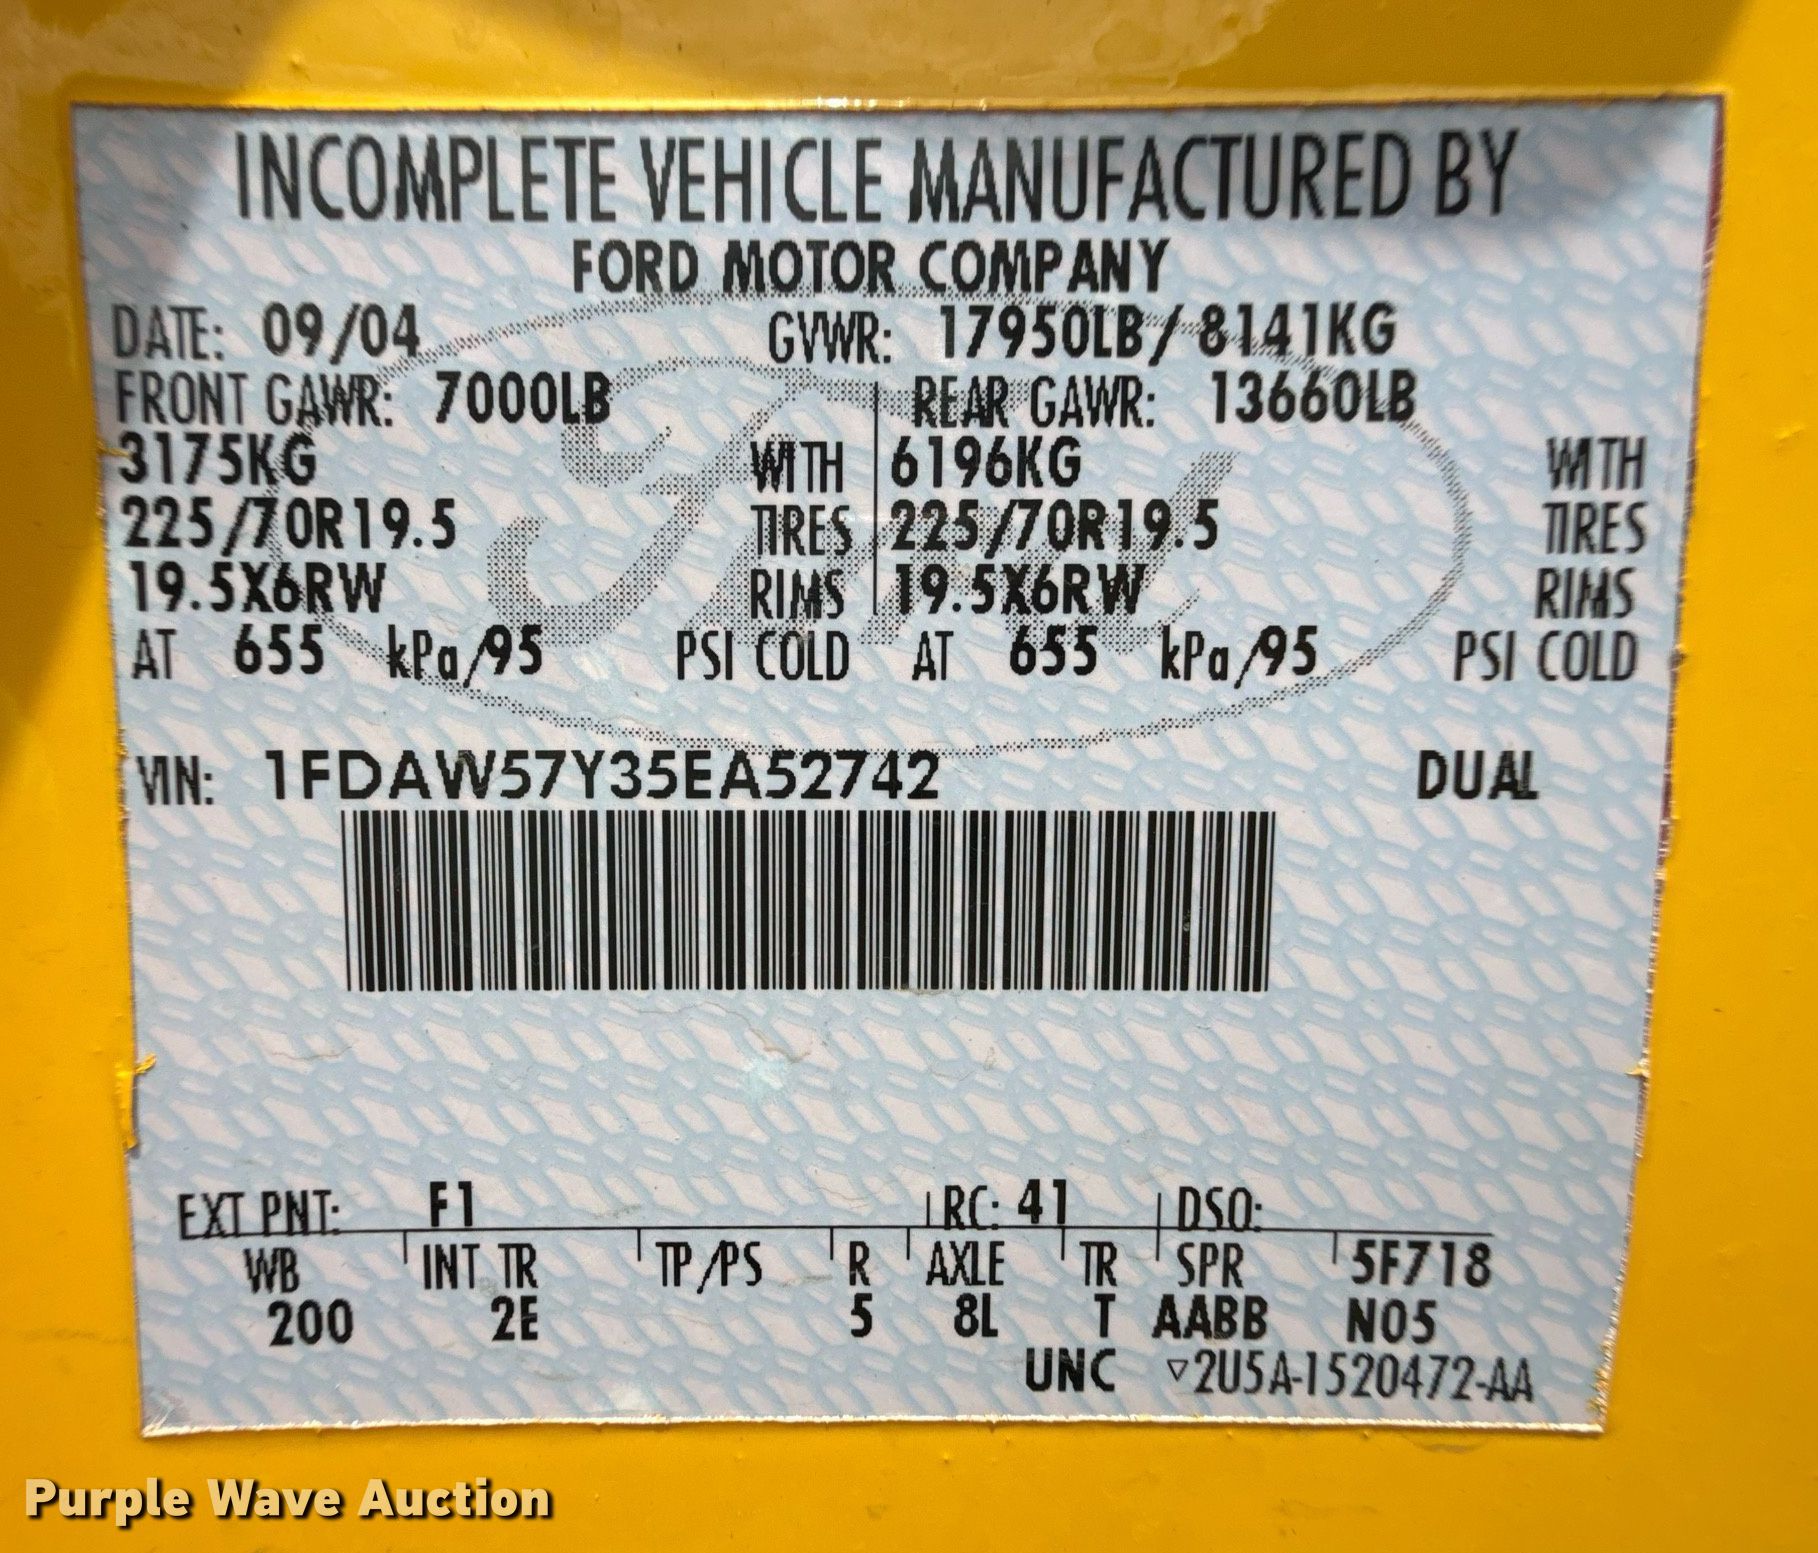 INCOMPLETE VEHICLE MANUFACTURED BY
FORD MOTOR COMPANY
DATE: 09/04 GVWR: 17950LB/ 8141KG
FRONT GAWR: 7000LB REAR GAWR: 13660LB
3175KG WITH 6196KG WITH
225/70R19.5 TIRES 225/70R19.5 TIRES
19.5X6RW RIMS 19.5X6RW RIMS
AT 655 kPa/95 PSI COLD AT 655 kPa/95 PSI COLD
VIN: 1FDAW57Y35EA52742 DUAL
EXT PNT: F1 RC: 41 DSO:
WB INT TR TP/PS R AXLE TR SPR 5F718
200 2E 5 8L T AABB N05
UNC ▿2U5A-1520472-AA
Purple Wave Auction